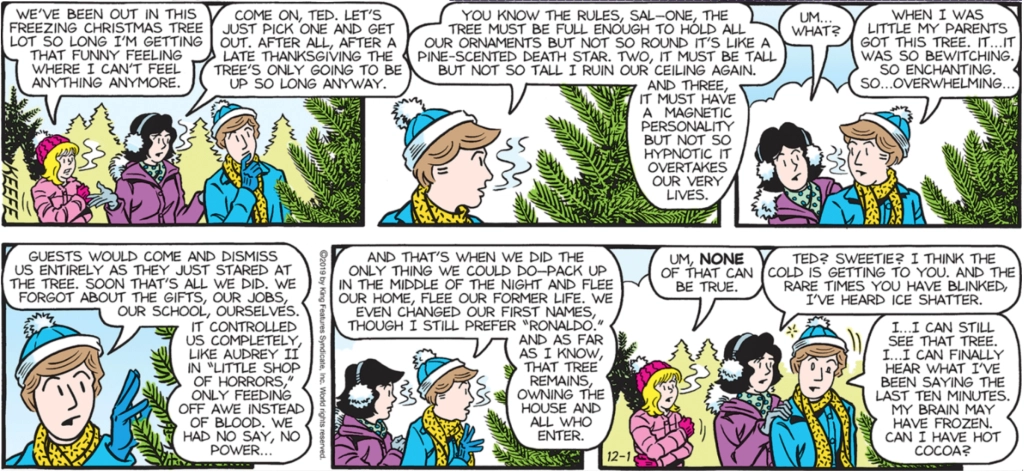 WE'VE BEEN OUT IN THIS
FREEZING CHRISTMAS TREE
LOT SO LONG I'M GETTING
THAT FUNNY FEELING
WHERE I CAN'T FEEL
ANYTHING ANYMORE.
COME ON, TED. LET'S
JUST PICK ONE AND GET
OUT. AFTER ALL, AFTER A
LATE THANKSGIVING THE
TREE'S ONLY GOING TO BE
UP SO LONG ANYWAY.
YOU KNOW THE RULES, SAL–ONE, THE
TREE MUST BE FULL ENOUGH TO HOLD ALL
OUR ORNAMENTS BUT NOT SO ROUND IT'S LIKE A
PINE-SCENTED DEATH STAR. TWO, IT MUST BE TALL
BUT NOT SO TALL I RUIN OUR CEILING AGAIN.
AND THREE,
IT MUST HAVE
A MAGNETIC
PERSONALITY
BUT NOT SO
HYPNOTIC IT
OVERTAKES
OUR VERY
LIVES.
UM...
WHAT?
WHEN I WAS
LITTLE MY PARENTS
GOT THIS TREE. IT...IT
WAS SO BEWITCHING.
SO ENCHANTING.
SO...OVERWHELMING...
GUESTS WOULD COME AND DISMISS
US ENTIRELY AS THEY JUST STARED AT
THE TREE. SOON THAT'S ALL WE DID. WE
FORGOT ABOUT THE GIFTS, OUR JOBS,
OUR SCHOOL, OURSELVES.
IT CONTROLLED
US COMPLETELY,
LIKE AUDREY II
IN "LITTLE SHOP
OF HORRORS,"
ONLY FEEDING
OFF AWE INSTEAD
OF BLOOD. WE
HAD NO SAY, NO
POWER...
©2019 by King Features Syndicate, Inc. World rights reserved.
AND THAT'S WHEN WE DID THE
ONLY THING WE COULD DO–PACK UP
IN THE MIDDLE OF THE NIGHT AND FLEE
OUR HOME, FLEE OUR FORMER LIFE. WE
EVEN CHANGED OUR FIRST NAMES,
THOUGH I STILL PREFER "RONALDO."
AND AS FAR
AS I KNOW,
THAT TREE
REMAINS,
OWNING THE
HOUSE AND
ALL WHO
ENTER.
UM, NONE
OF THAT CAN
BE TRUE.
TED? SWEETIE? I THINK THE
COLD IS GETTING TO YOU. AND THE
RARE TIMES YOU HAVE BLINKED,
I'VE HEARD ICE SHATTER.
I...I CAN STILL
SEE THAT TREE.
I...I CAN FINALLY
HEAR WHAT I'VE
BEEN SAYING THE
LAST TEN MINUTES.
MY BRAIN MAY
HAVE FROZEN.
CAN I HAVE HOT
COCOA?
12-1